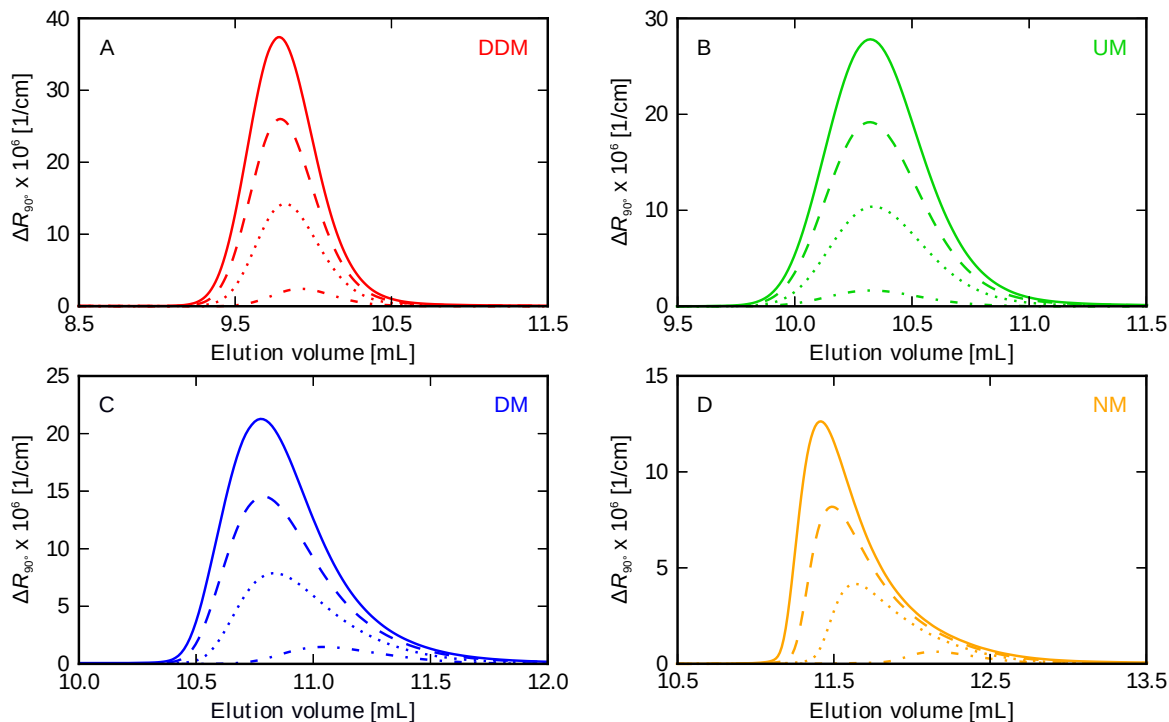 A
DDM
40
30
20
10
0
8.5 9.5 10.5 11.5
ΔR90° x 10⁶ [1/cm]
Elution volume [mL]
B
UM
30
20
10
0
9.5 10.0 10.5 11.0 11.5
ΔR90° x 10⁶ [1/cm]
Elution volume [mL]
C
DM
25
20
15
10
5
0
10.0 10.5 11.0 11.5 12.0
ΔR90° x 10⁶ [1/cm]
Elution volume [mL]
D
NM
15
10
5
0
10.5 11.5 12.5 13.5
ΔR90° x 10⁶ [1/cm]
Elution volume [mL]